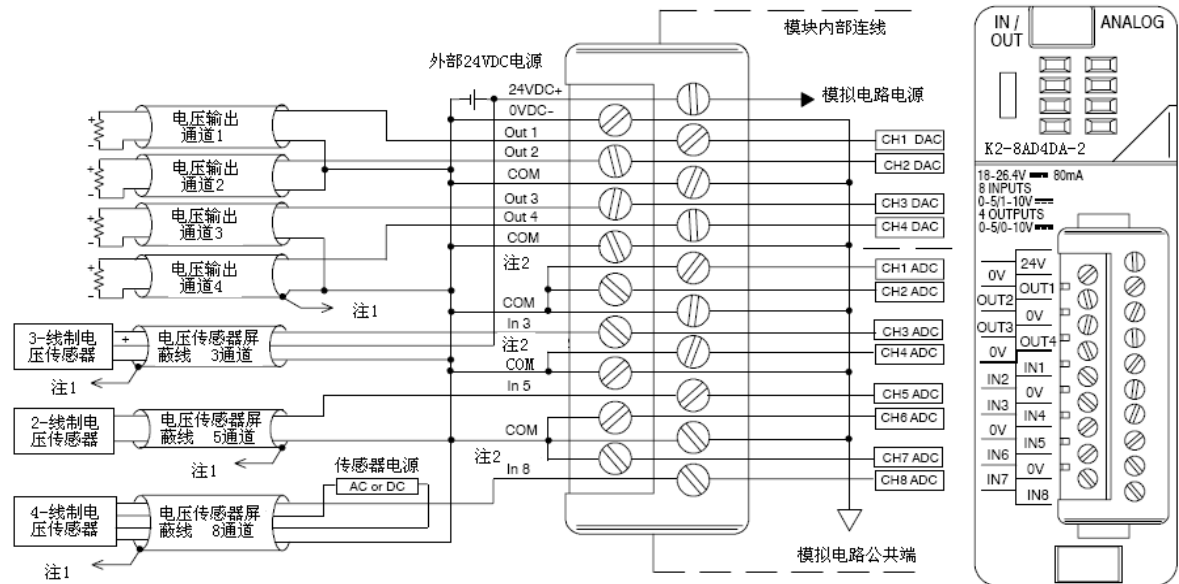 模块内部连线
外部24VDC电源
24VDC+
0VDC-
模拟电路电源
Out 1
Out 2
COM
Out 3
Out 4
COM
注2
COM
In 3
注2
COM
In 5
COM
注2
In 8
+
-
电压输出
通道1
+
-
电压输出
通道2
+
-
电压输出
通道3
+
-
电压输出
通道4
注1
3-线制电
压传感器
+
电压传感器屏
蔽线 3通道
注1
2-线制电
压传感器
电压传感器屏
蔽线 5通道
注1
传感器电源
AC or DC
4-线制电
压传感器
电压传感器屏
蔽线 8通道
注1
CH1 DAC
CH2 DAC
CH3 DAC
CH4 DAC
CH1 ADC
CH2 ADC
CH3 ADC
CH4 ADC
CH5 ADC
CH6 ADC
CH7 ADC
CH8 ADC
模拟电路公共端
IN /
OUT
ANALOG
K2-8AD4DA-2
18-26.4V 80mA
8 INPUTS
0-5/1-10V
4 OUTPUTS
0-5/0-10V
24V
0V
OUT1
OUT2
0V
OUT3
OUT4
0V
IN1
IN2
0V
IN3
IN4
0V
IN5
IN6
0V
IN7
IN8